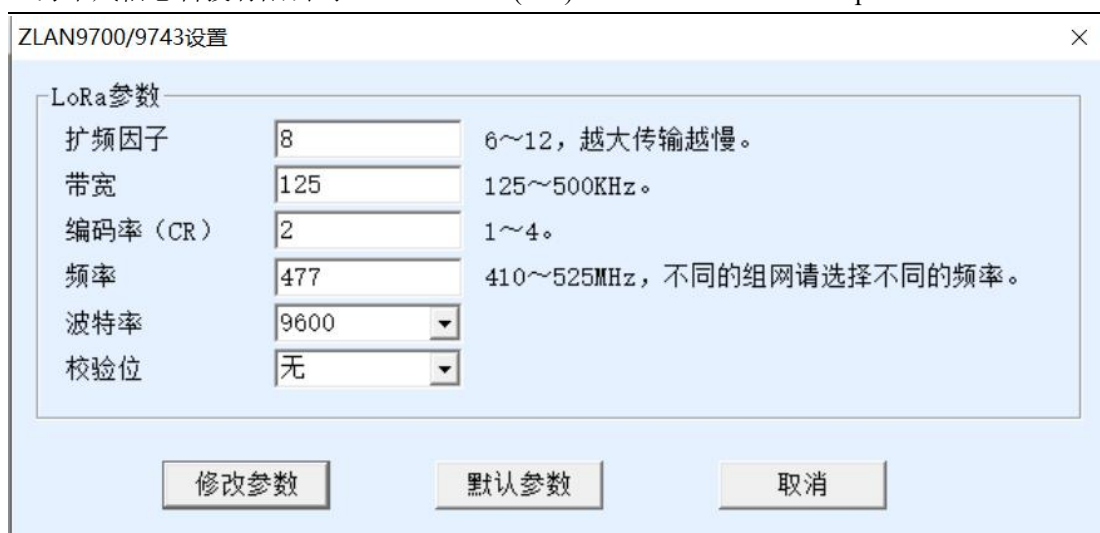 ZLAN9700/9743设置
LoRa参数
扩频因子 8 6～12，越大传输越慢。
带宽 125 125～500KHz。
编码率（CR） 2 1～4。
频率 477 410～525MHz，不同的组网请选择不同的频率。
波特率 9600
校验位 无
修改参数 默认参数 取消